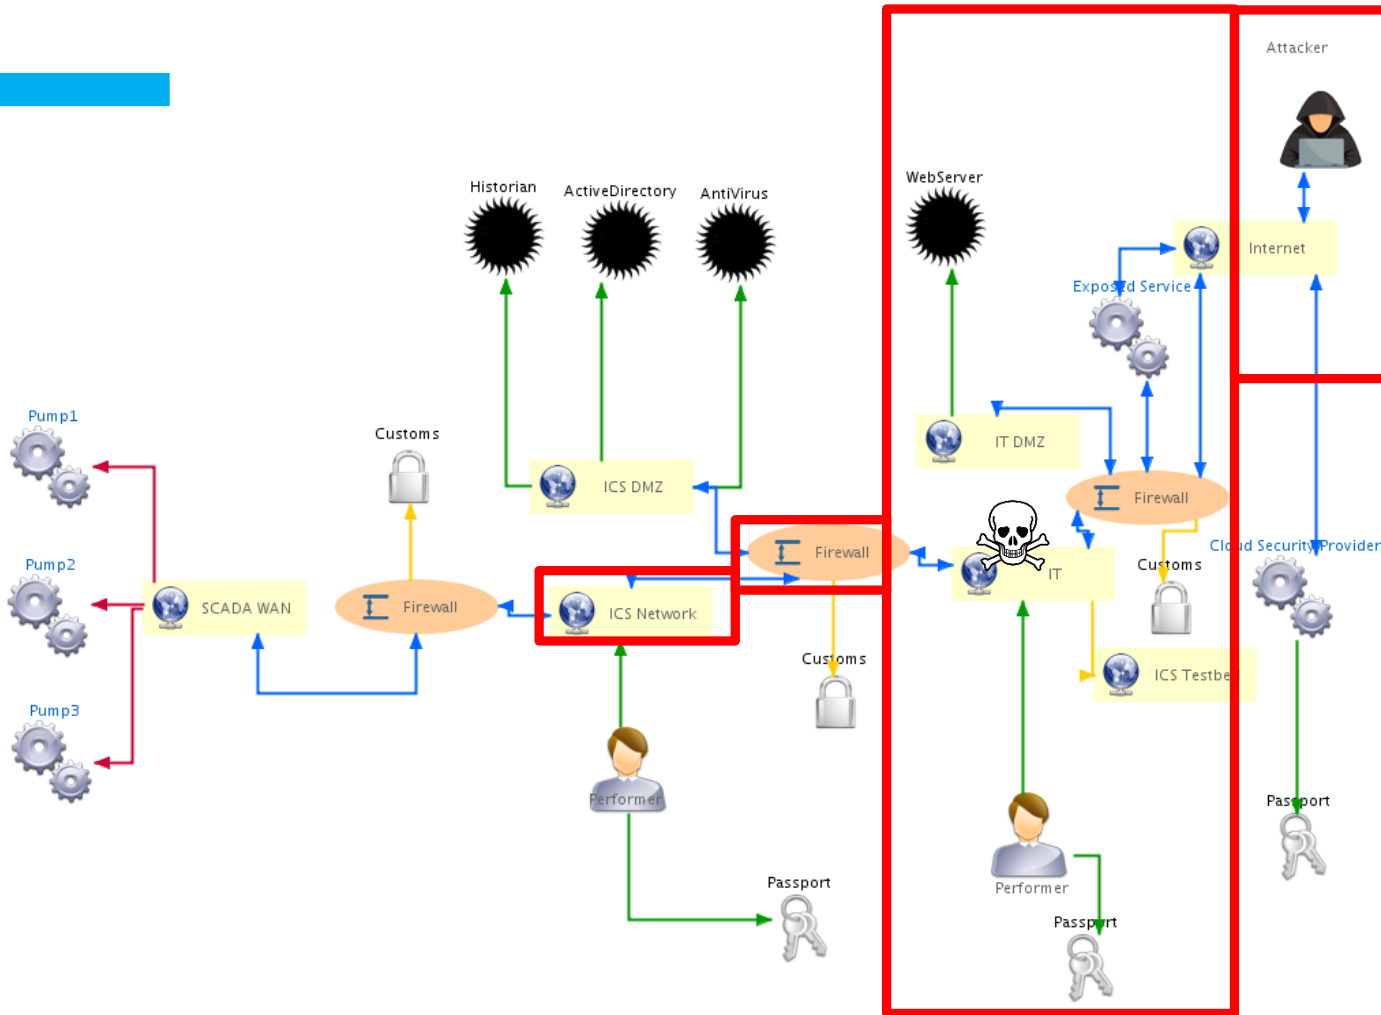 Attacker
WebServer
Historian
ActiveDirectory
AntiVirus
Internet
Exposed Service
Pump1
Customs
IT DMZ
ICS DMZ
Firewall
Firewall
Cloud Security Provider
Pump2
Customs
IT
SCADA WAN
Firewall
ICS Network
Customs
ICS Testbe
Pump3
Performer
Passport
Passport
Performer
Passport